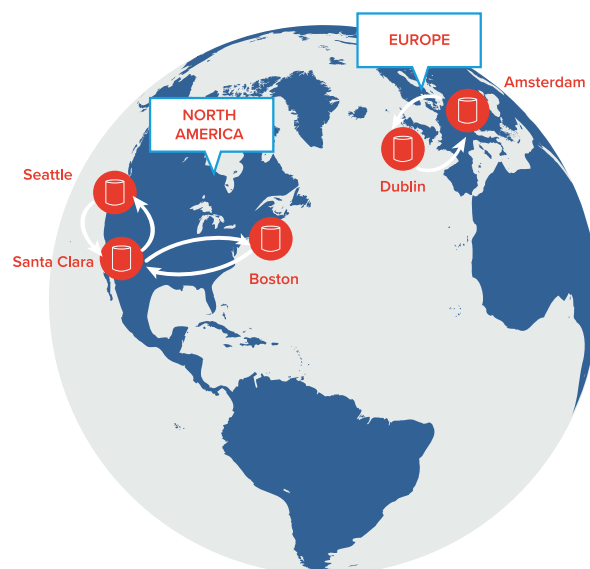 EUROPE
Amsterdam
NORTH
AMERICA
Seattle
Dublin
Santa Clara
Boston